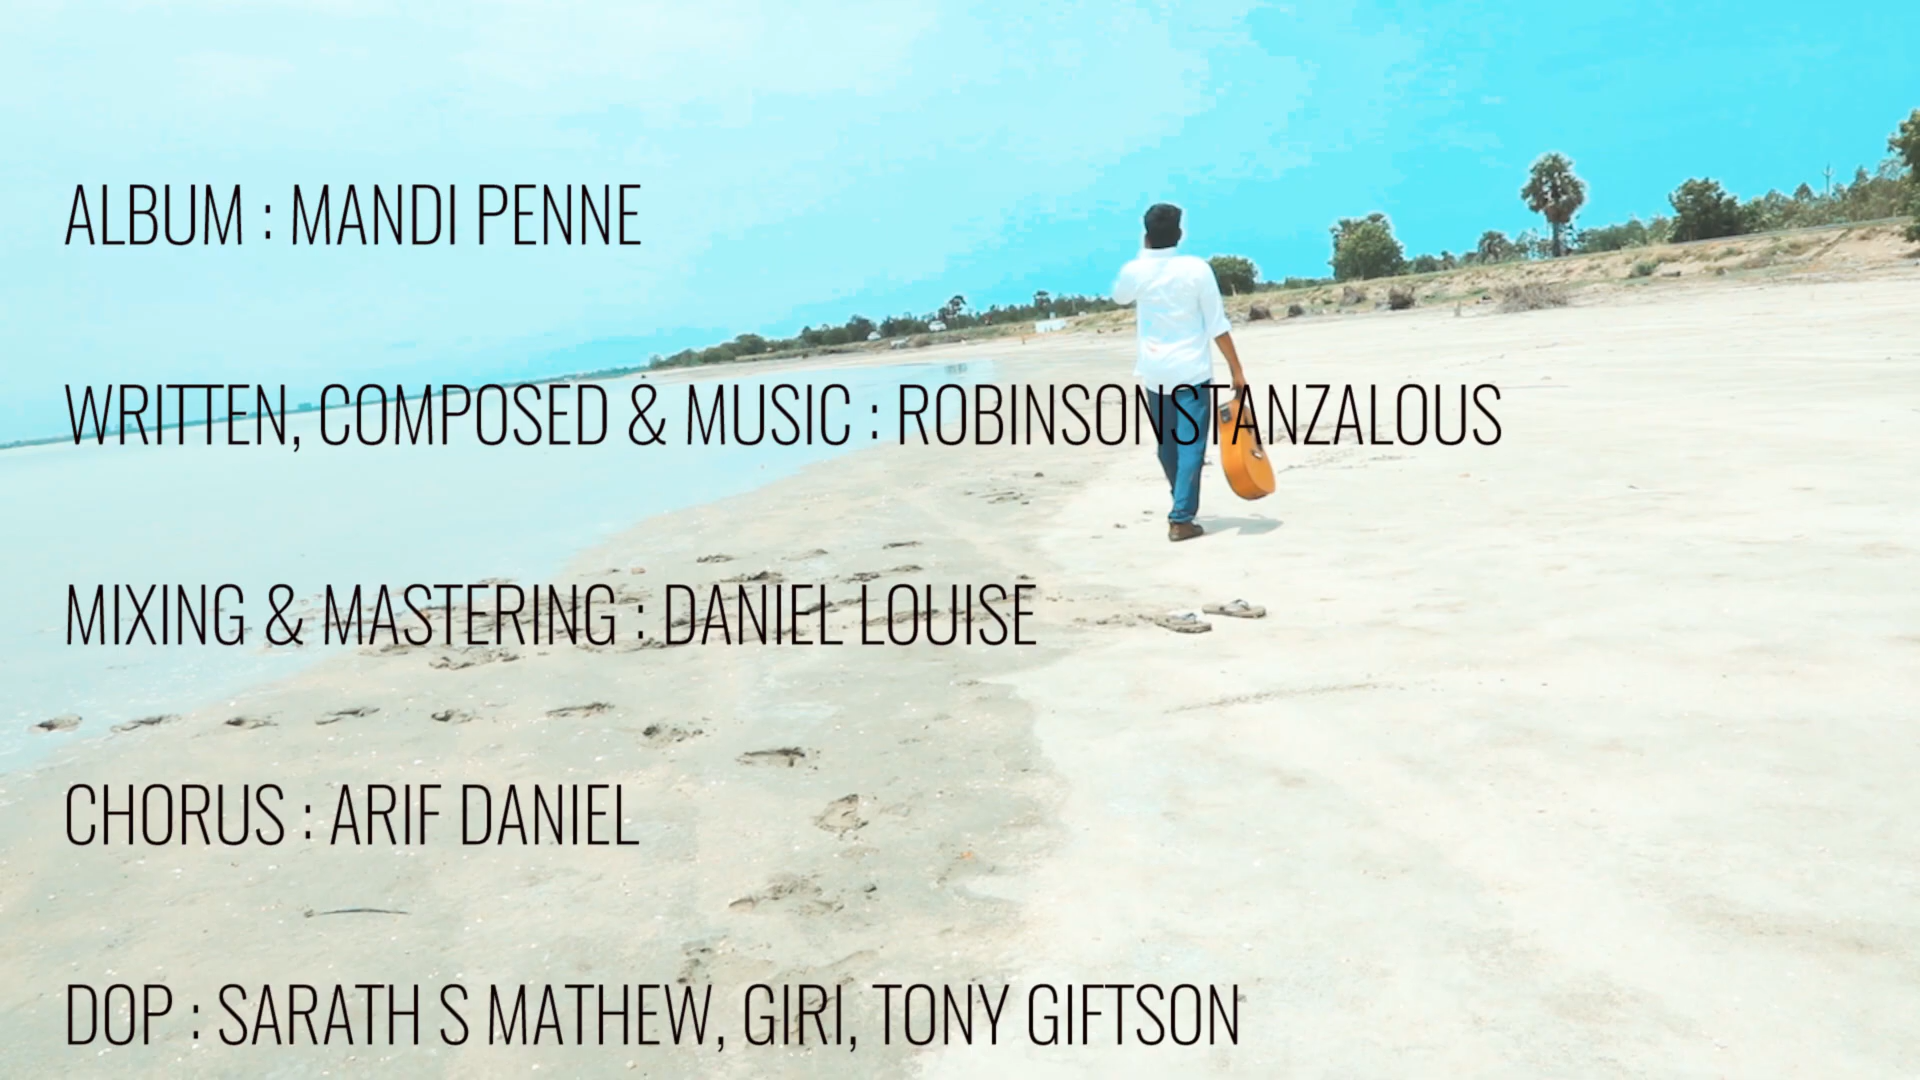 ALBUM : MANDI PENNE
WRITTEN, COMPOSED & MUSIC : ROBINSONSTANZALOUS
MIXING & MASTERING : DANIEL LOUISE
CHORUS : ARIF DANIEL
DOP : SARATH S MATHEW, GIRI, TONY GIFTSON